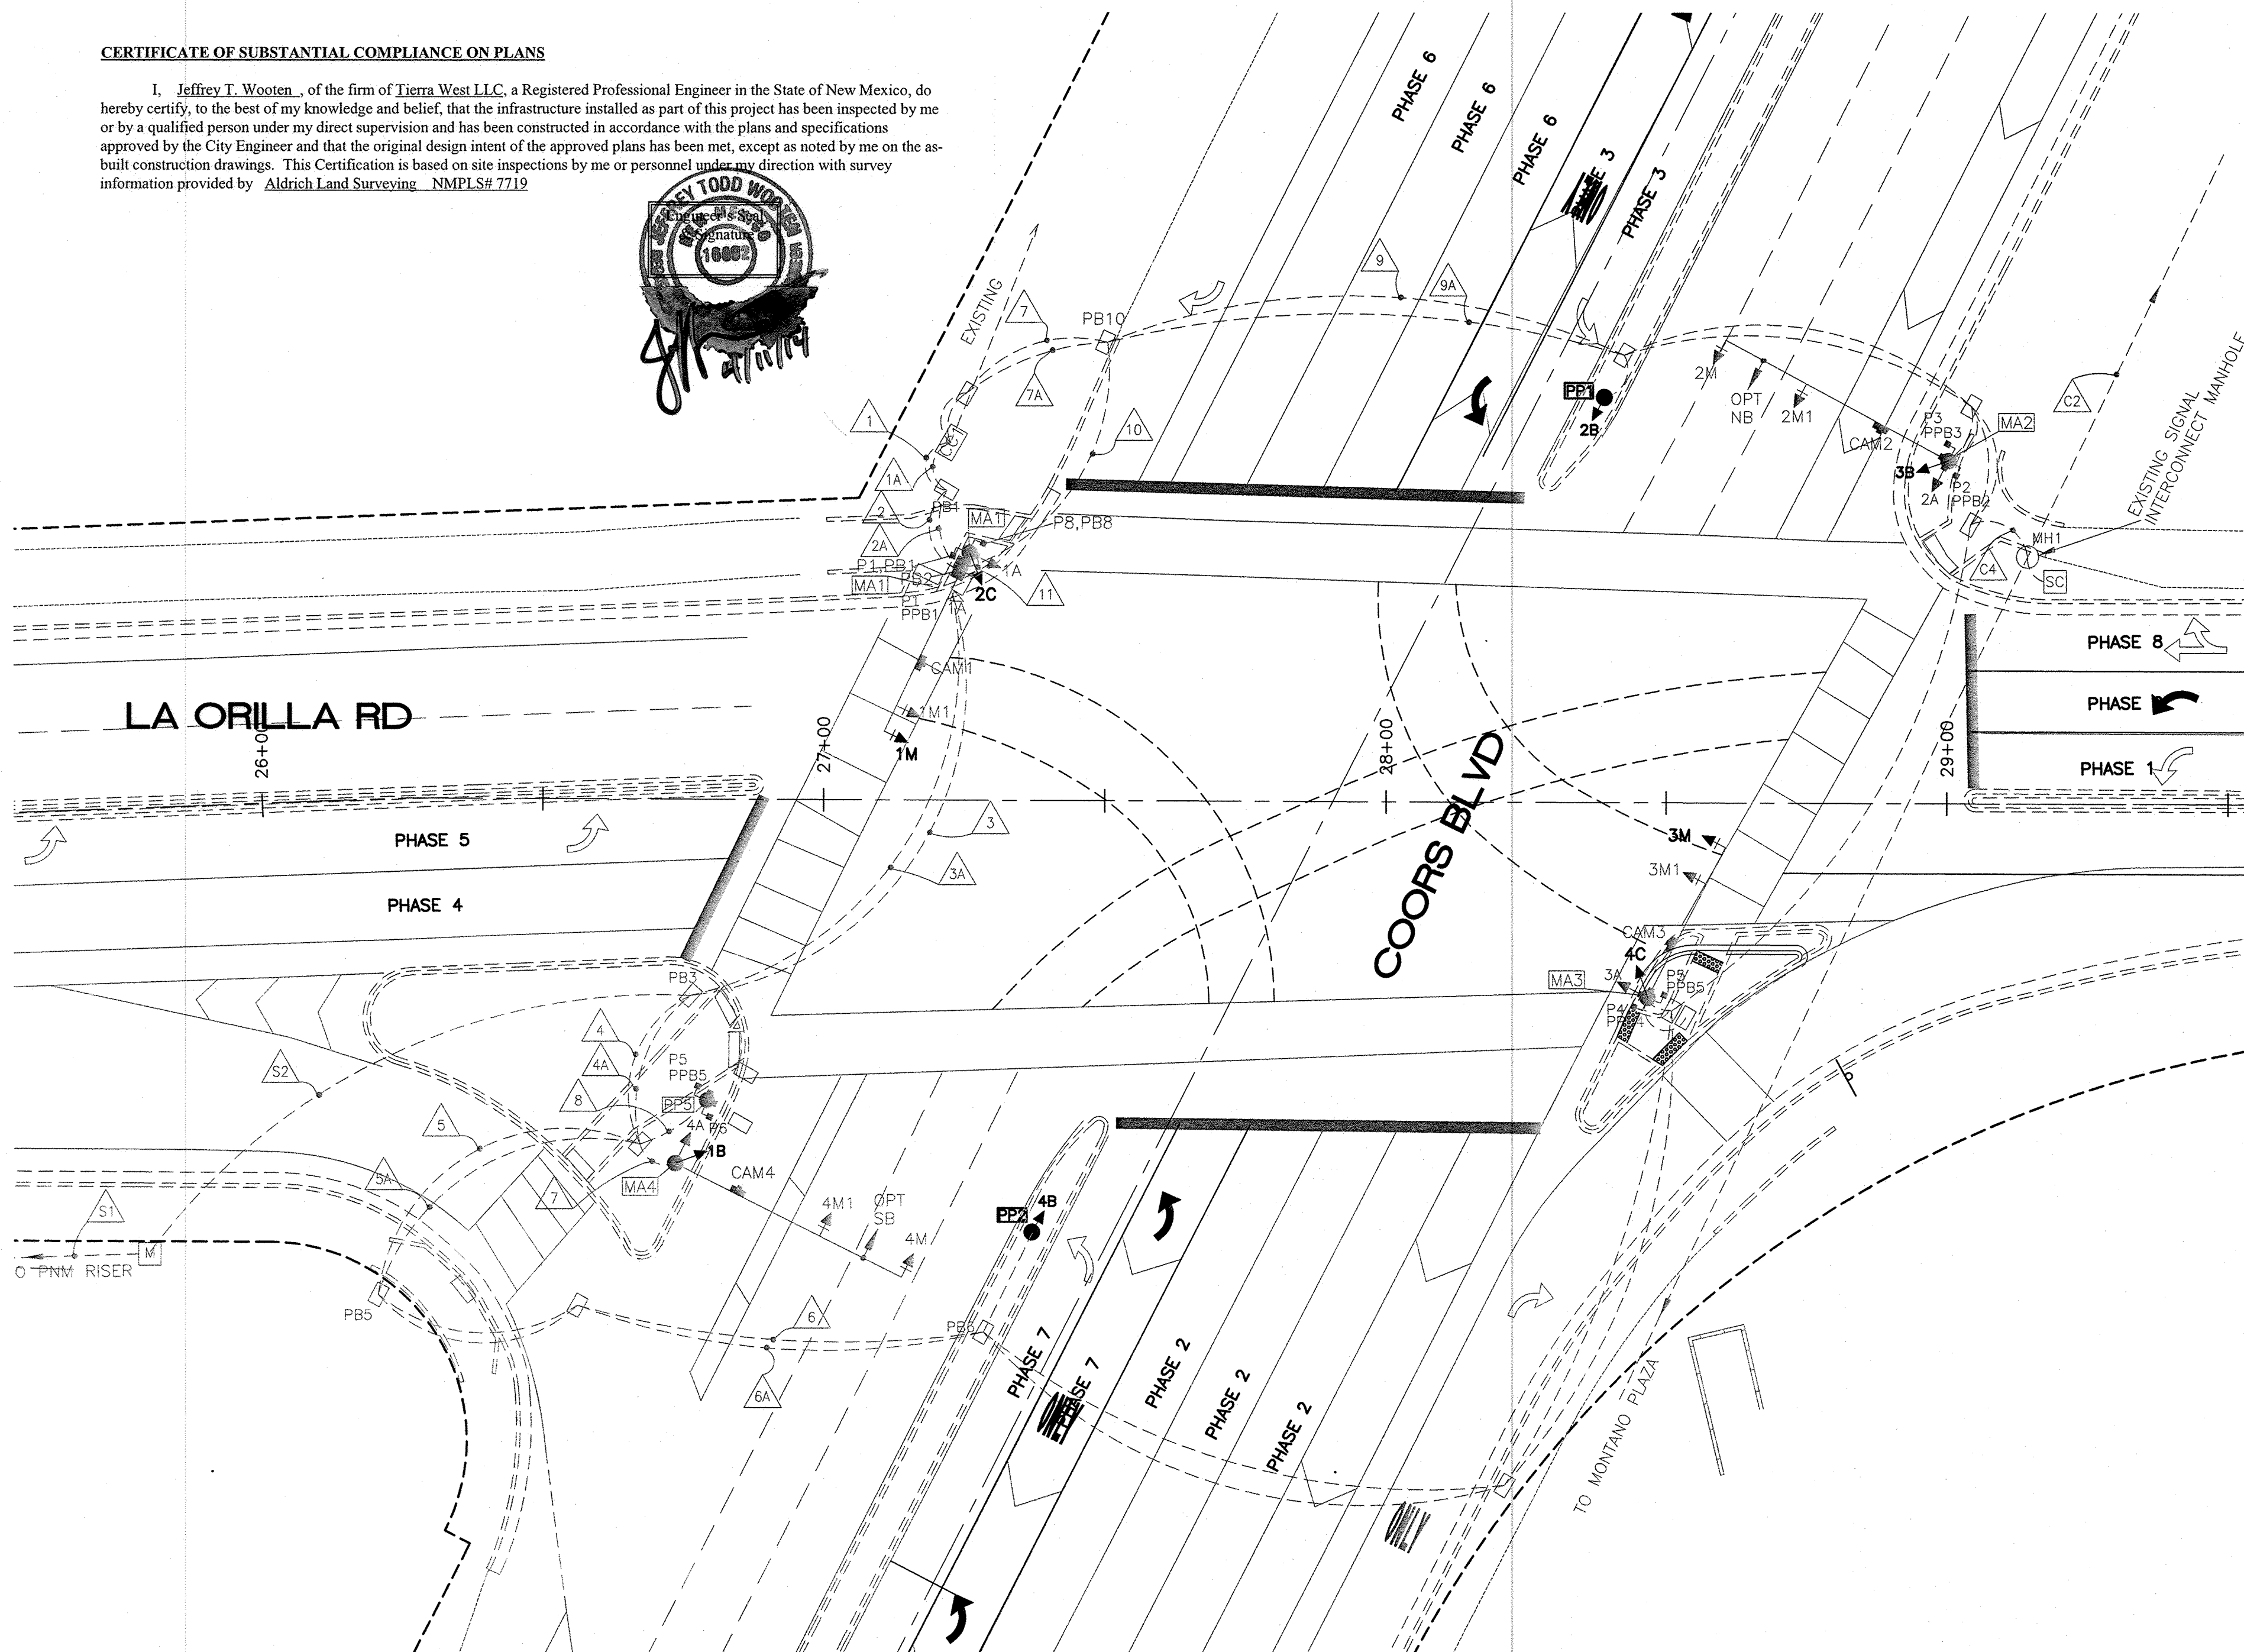 CERTIFICATE OF SUBSTANTIAL COMPLIANCE ON PLANS
I, Jeffrey T. Wooten , of the firm of Tierra West LLC, a Registered Professional Engineer in the State of New Mexico, do
hereby certify, to the best of my knowledge and belief, that the infrastructure installed as part of this project has been inspected by me
or by a qualified person under my direct supervision and has been constructed in accordance with the plans and specifications
approved by the City Engineer and that the original design intent of the approved plans has been met, except as noted by me on the as-
built construction drawings. This Certification is based on site inspections by me or personnel under my direction with survey
information provided by Aldrich Land Surveying NMPLS# 7719
JEFFREY TODD WOOTEN
Engineer's Seal
Signature
PHASE 6
PHASE 6
PHASE 6
PHASE 3
PHASE 3
EXISTING
7
PB10
9
9A
7A
10
1
1A
2
2A
PB1
MA1
P8,PB8
P1,PB1
MA1
PB2
P1
PPB1
1A
1A
2C
11
PP1
2B
2M
OPT
NB
2M1
CAM2
P3
PPB3
MA2
3B
2A
P2
PPB2
C2
EXISTING SIGNAL
INTERCONNECT MANHOLE
MH1
C4
SC
PHASE 8
PHASE
PHASE 1
LA ORILLA RD
26+00
27+00
28+00
29+00
CAM1
1M1
1M
3
3A
COORS BLVD
3M
3M1
PHASE 5
PHASE 4
CAM3
4C
MA3
3A
PPB5
P4
PB3
4
4A
S2
P5
PPB5
8
PP5
4A
P6
1B
5
5A
MA4
7
CAM4
4M1
OPT
SB
4M
S1
M
O PNM RISER
PB5
6
6A
PB6
PP2
4B
PHASE 7
PHASE 7
PHASE 2
PHASE 2
PHASE 2
TO MONTANO PLAZA